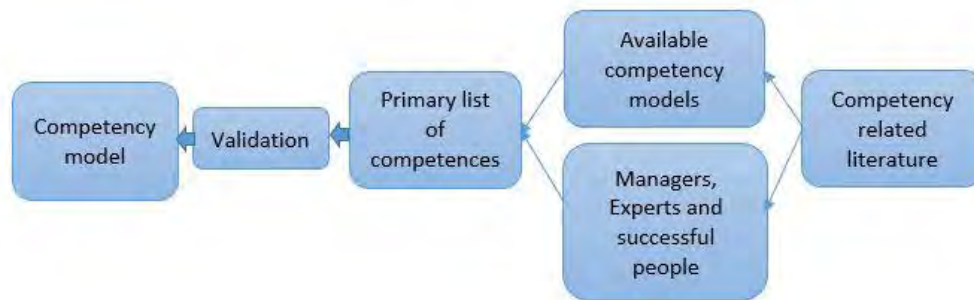 Competency
model
Validation
Primary list
of
competences
Available
competency
models
Managers,
Experts and
successful
people
Competency
related
literature